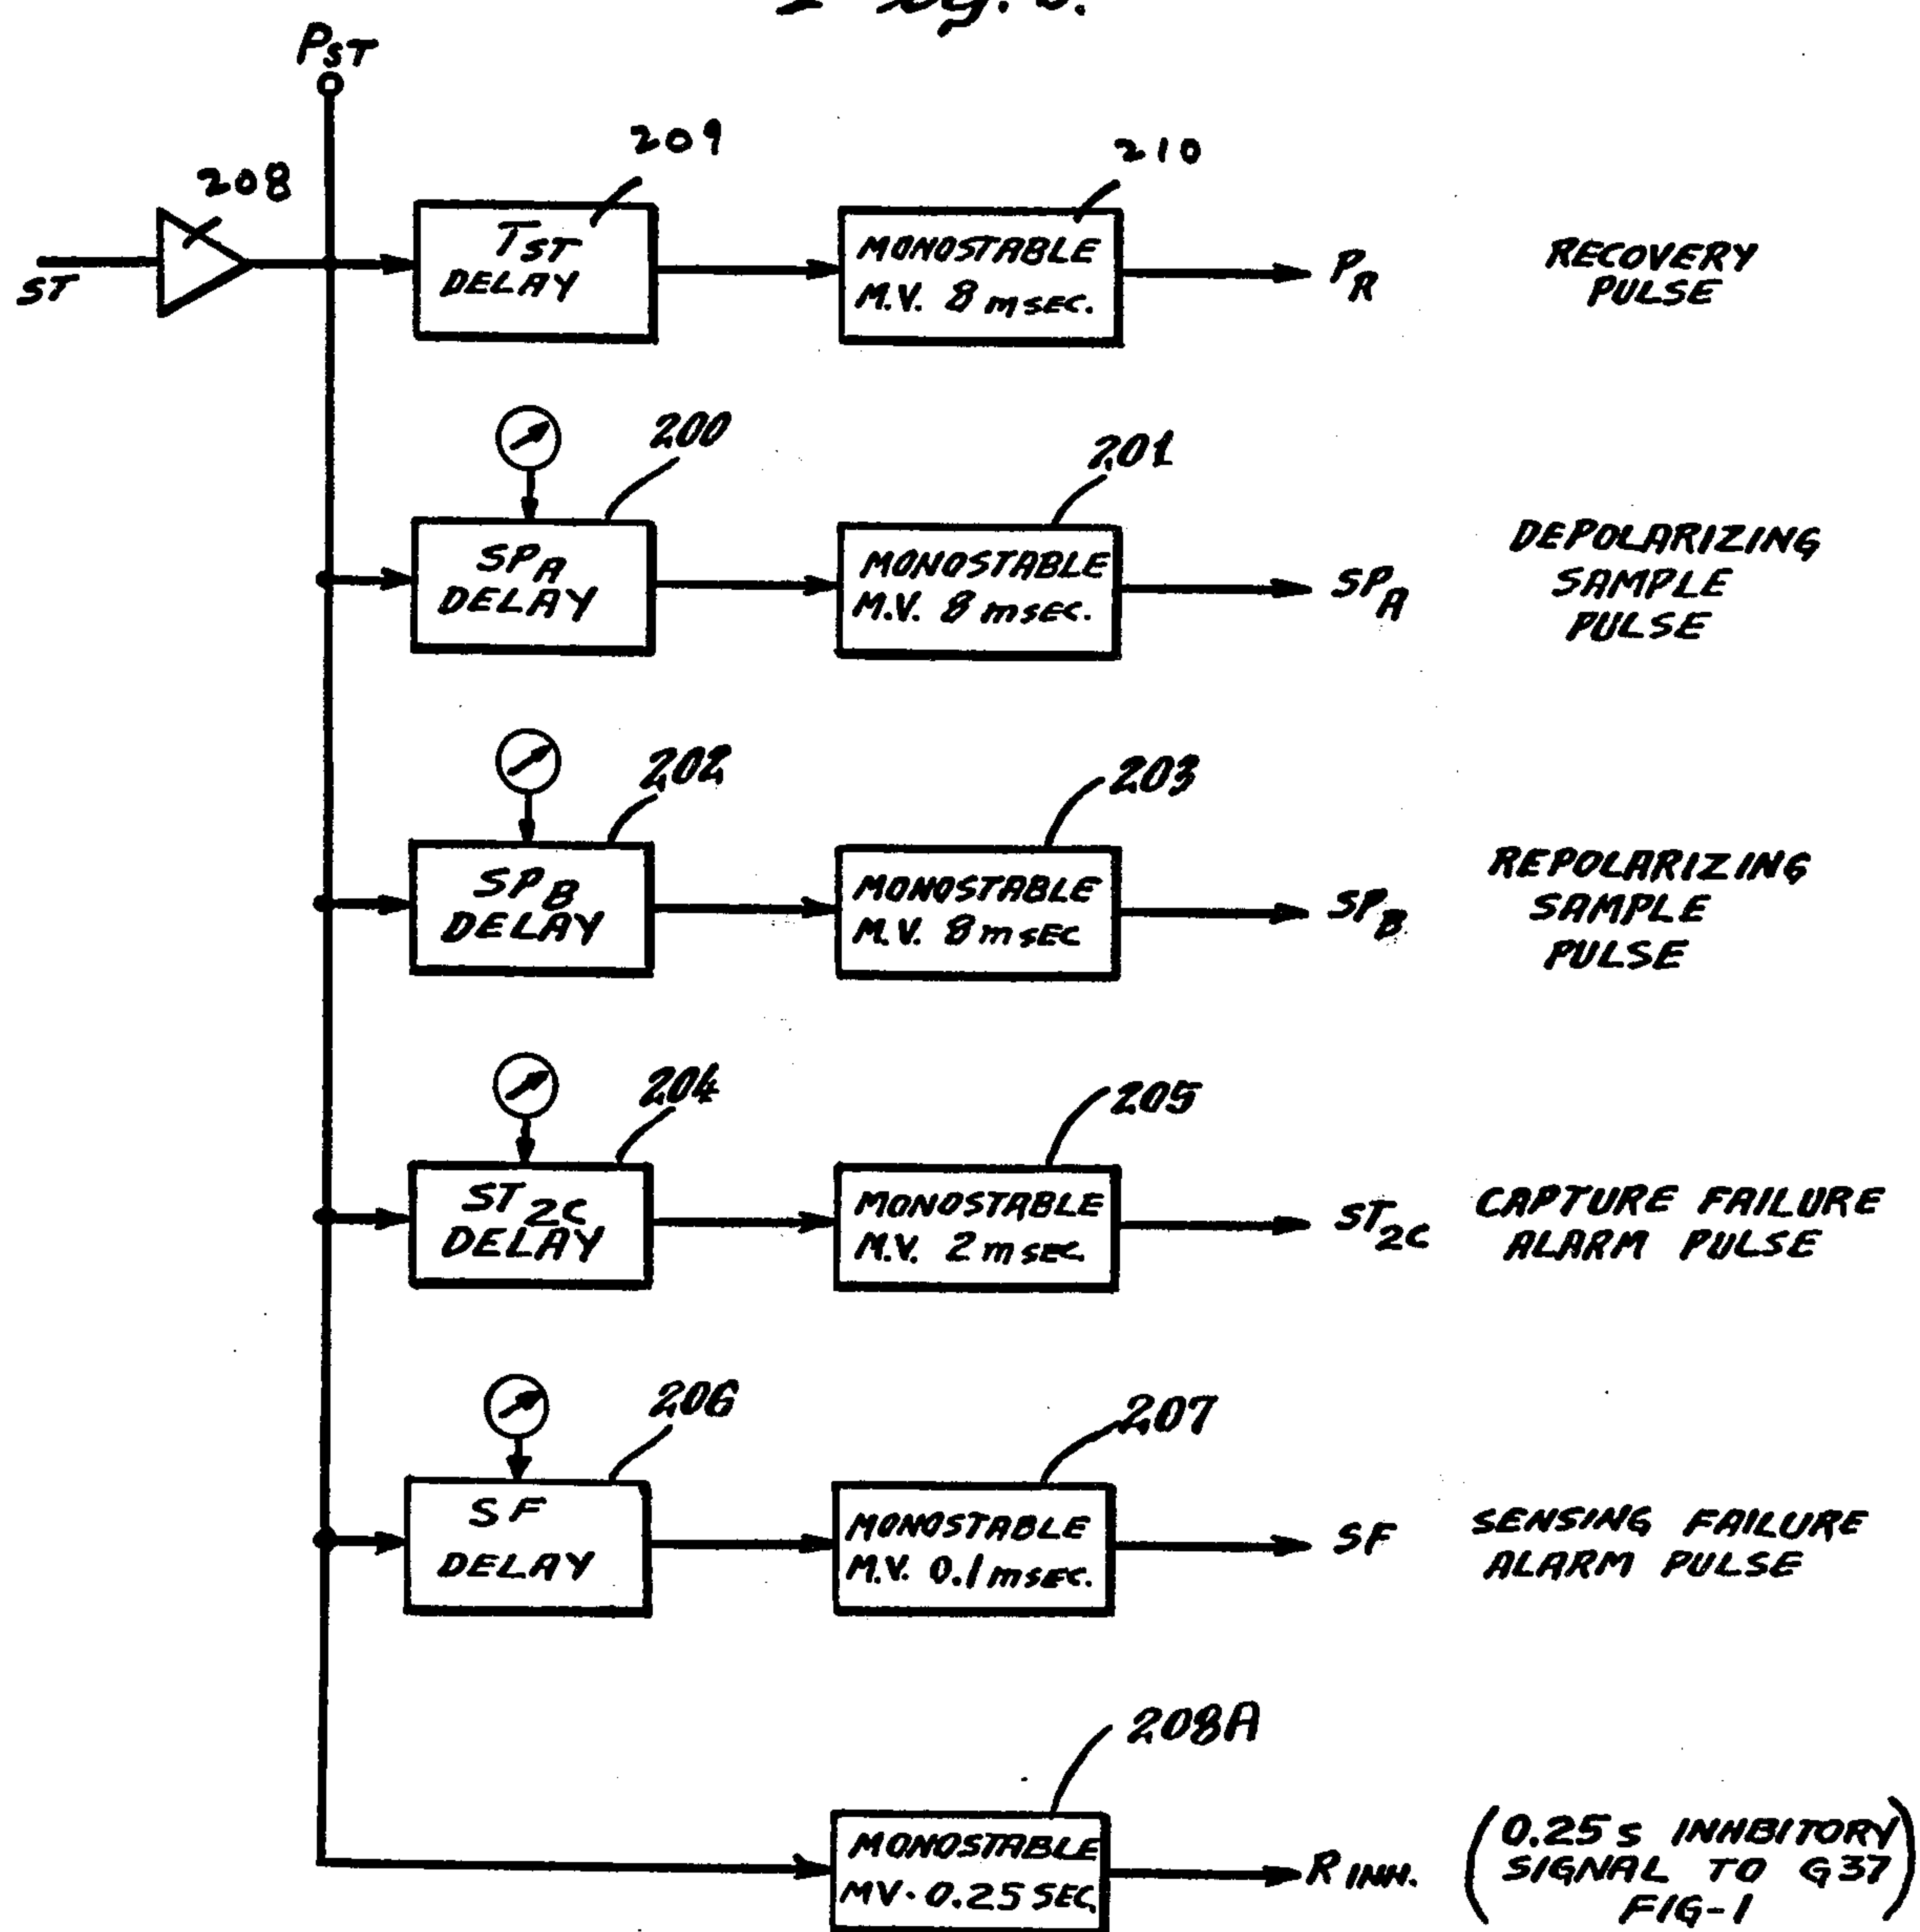 PST
208
209
210
ST
TST
DELAY
MONOSTABLE
M.V. 8 msec.
PR
RECOVERY
PULSE
200
201
SPA
DELAY
MONOSTABLE
M.V. 8 msec.
SPA
DEPOLARIZING
SAMPLE
PULSE
202
203
SPB
DELAY
MONOSTABLE
M.V. 8 msec
SPB
REPOLARIZING
SAMPLE
PULSE
204
205
ST2C
DELAY
MONOSTABLE
M.V. 2 msec.
ST2C
CAPTURE FAILURE
ALARM PULSE
206
207
SF
DELAY
MONOSTABLE
M.V. 0.1 msec.
SF
SENSING FAILURE
ALARM PULSE
208A
MONOSTABLE
MV. 0.25 SEC
R INH.
(0.25 s INHBITORY
SIGNAL TO G37
FIG-1)